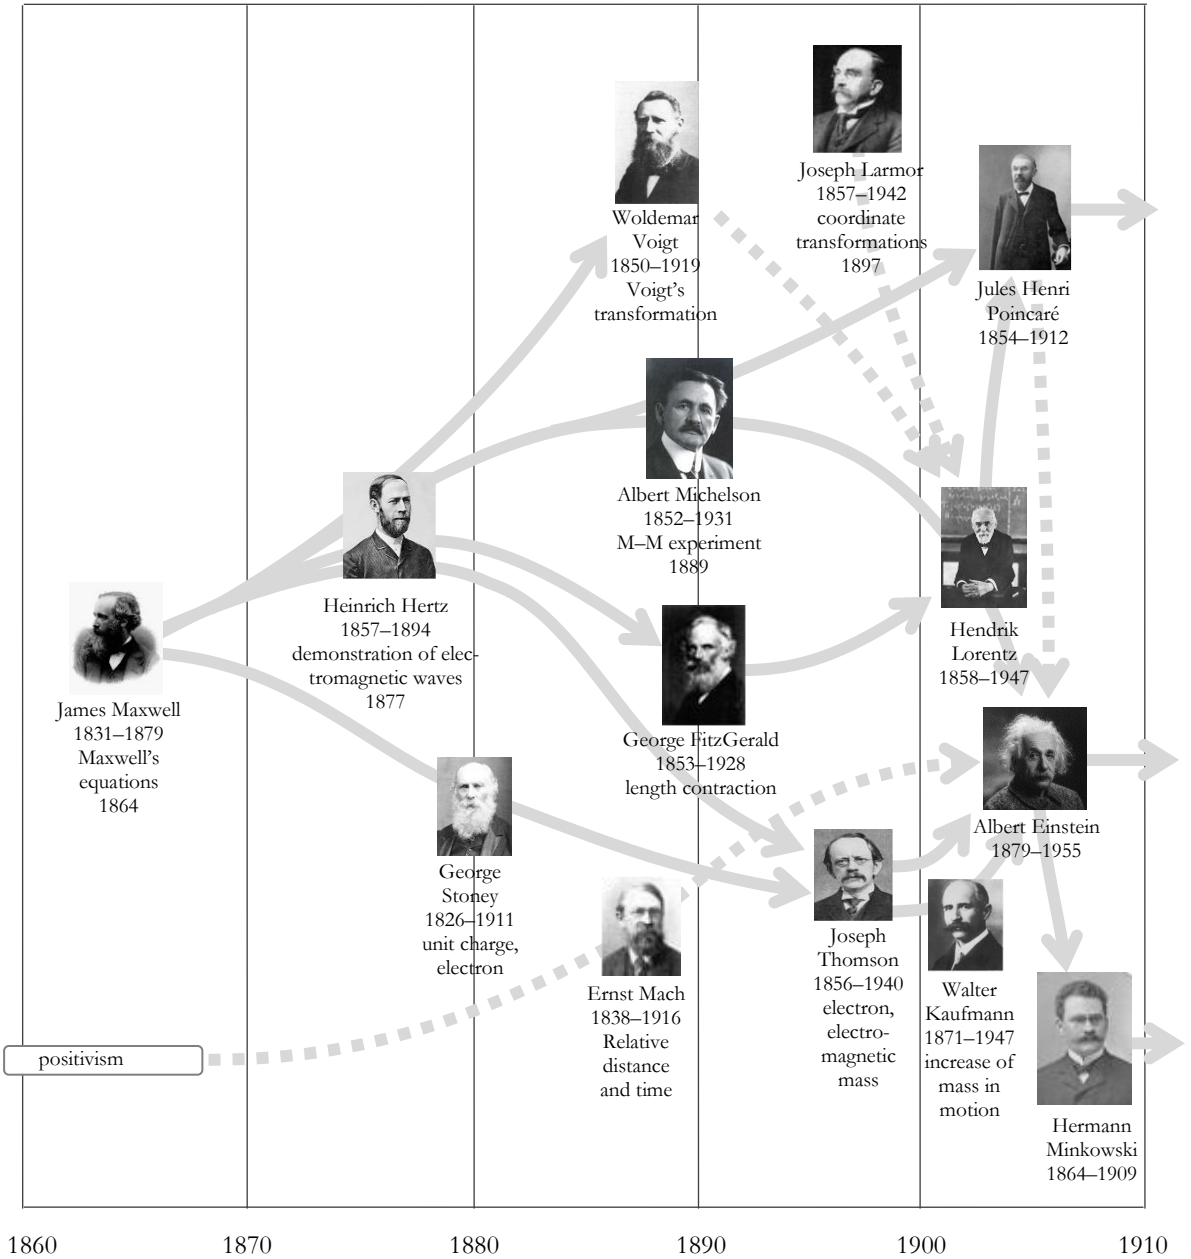 Joseph Larmor
1857–1942
coordinate
transformations
1897
Woldemar
Voigt
1850–1919
Voigt's
transformation
Jules Henri
Poincaré
1854–1912
Albert Michelson
1852–1931
M–M experiment
1889
Heinrich Hertz
1857–1894
demonstration of elec-
tromagnetic waves
1877
Hendrik
Lorentz
1858–1947
James Maxwell
1831–1879
Maxwell's
equations
1864
George FitzGerald
1853–1928
length contraction
Albert Einstein
1879–1955
George
Stoney
1826–1911
unit charge,
electron
Joseph
Thomson
1856–1940
electron,
electro-
magnetic
mass
Ernst Mach
1838–1916
Relative
distance
and time
Walter
Kaufmann
1871–1947
increase of
mass in
motion
positivism
Hermann
Minkowski
1864–1909
1860
1870
1880
1890
1900
1910